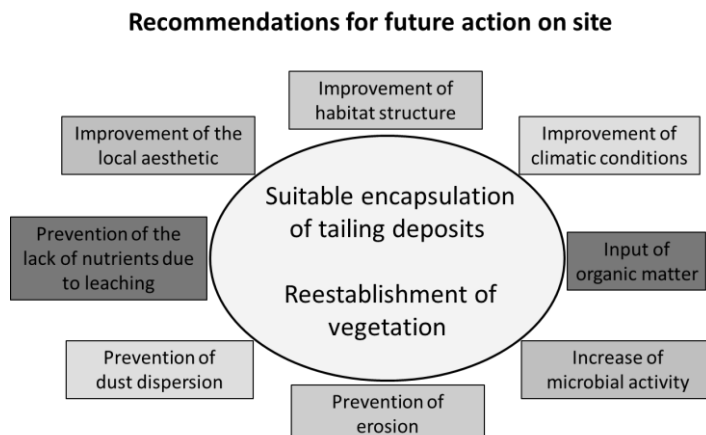 Recommendations for future action on site
Improvement of
habitat structure
Improvement of the
local aesthetic
Improvement of
climatic conditions
Suitable encapsulation
of tailing deposits
Reestablishment of
vegetation
Prevention of the
lack of nutrients due
to leaching
Input of
organic matter
Prevention of
dust dispersion
Increase of
microbial activity
Prevention of
erosion